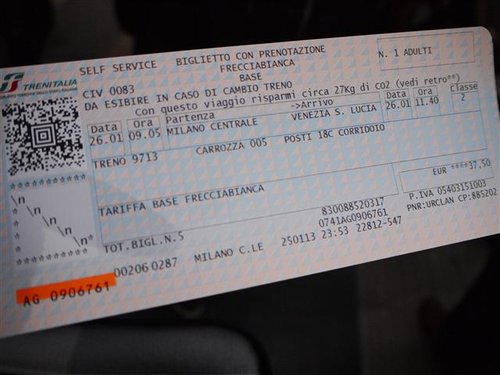 TRENITALIA
SELF SERVICE BIGLIETTO CON PRENOTAZIONE
FRECCIABIANCA
BASE
N. 1 ADULTI
CIV 0083
DA ESIBIRE IN CASO DI CAMBIO TRENO
Con questo viaggio risparmi circa 27kg di CO2 (vedi retro**)
Data Ora Partenza ->Arrivo Data Ora Classe
26.01 09.05 MILANO CENTRALE VENEZIA S. LUCIA 26.01 11.40 2
TRENO 9713 CARROZZA 005 POSTI 18C CORRIDOIO
TARIFFA BASE FRECCIABIANCA
EUR ****37,50
830088520317
P.IVA 05403151003
TOT.BIGL.N.5
0741AG0906761
PNR:URCLAN CP:885202
00206 0287 MILANO C.LE 250113 23:53 22812-547
AG 0906761